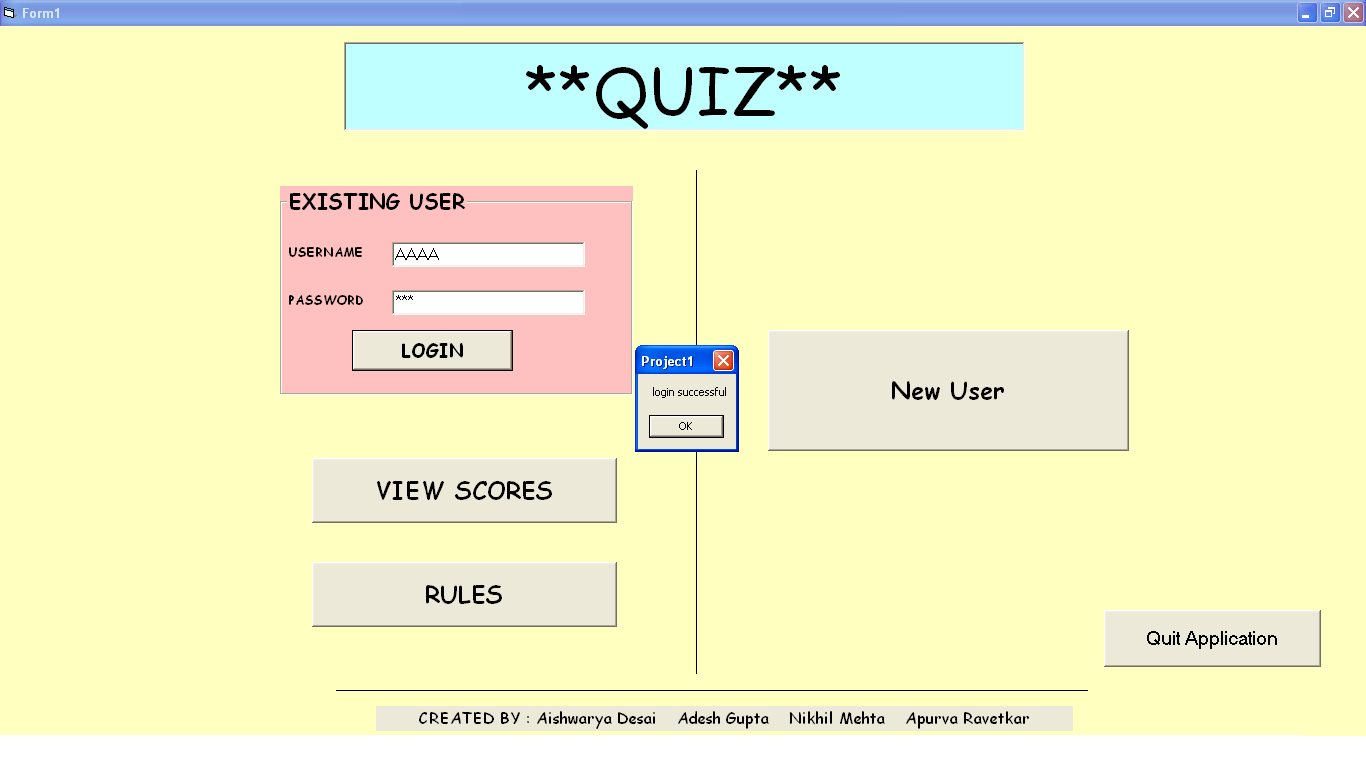 Form1
**QUIZ**
EXISTING USER
USERNAME AAAA
PASSWORD ***
LOGIN
Project1
login successful
OK
New User
VIEW SCORES
RULES
Quit Application
CREATED BY : Aishwarya Desai Adesh Gupta Nikhil Mehta Apurva Ravetkar